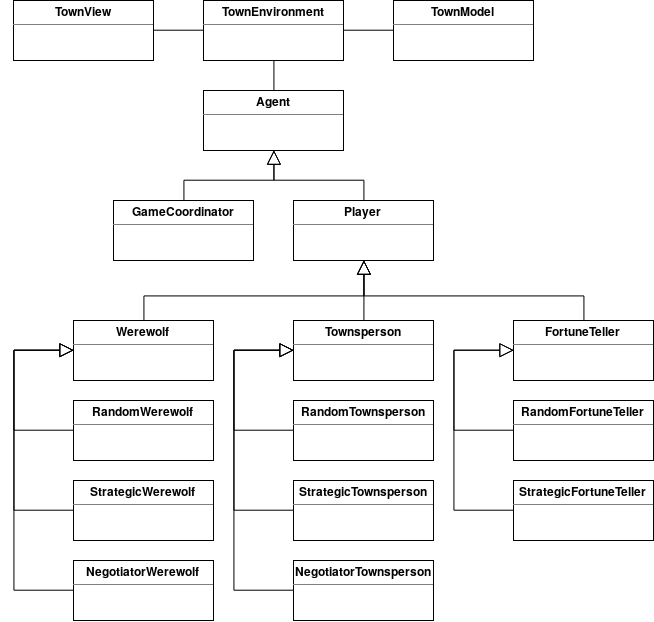 TownView
TownEnvironment
TownModel
Agent
GameCoordinator
Player
Werewolf
Townsperson
FortuneTeller
RandomWerewolf
RandomTownsperson
RandomFortuneTeller
StrategicWerewolf
StrategicTownsperson
StrategicFortuneTeller
NegotiatorWerewolf
NegotiatorTownsperson